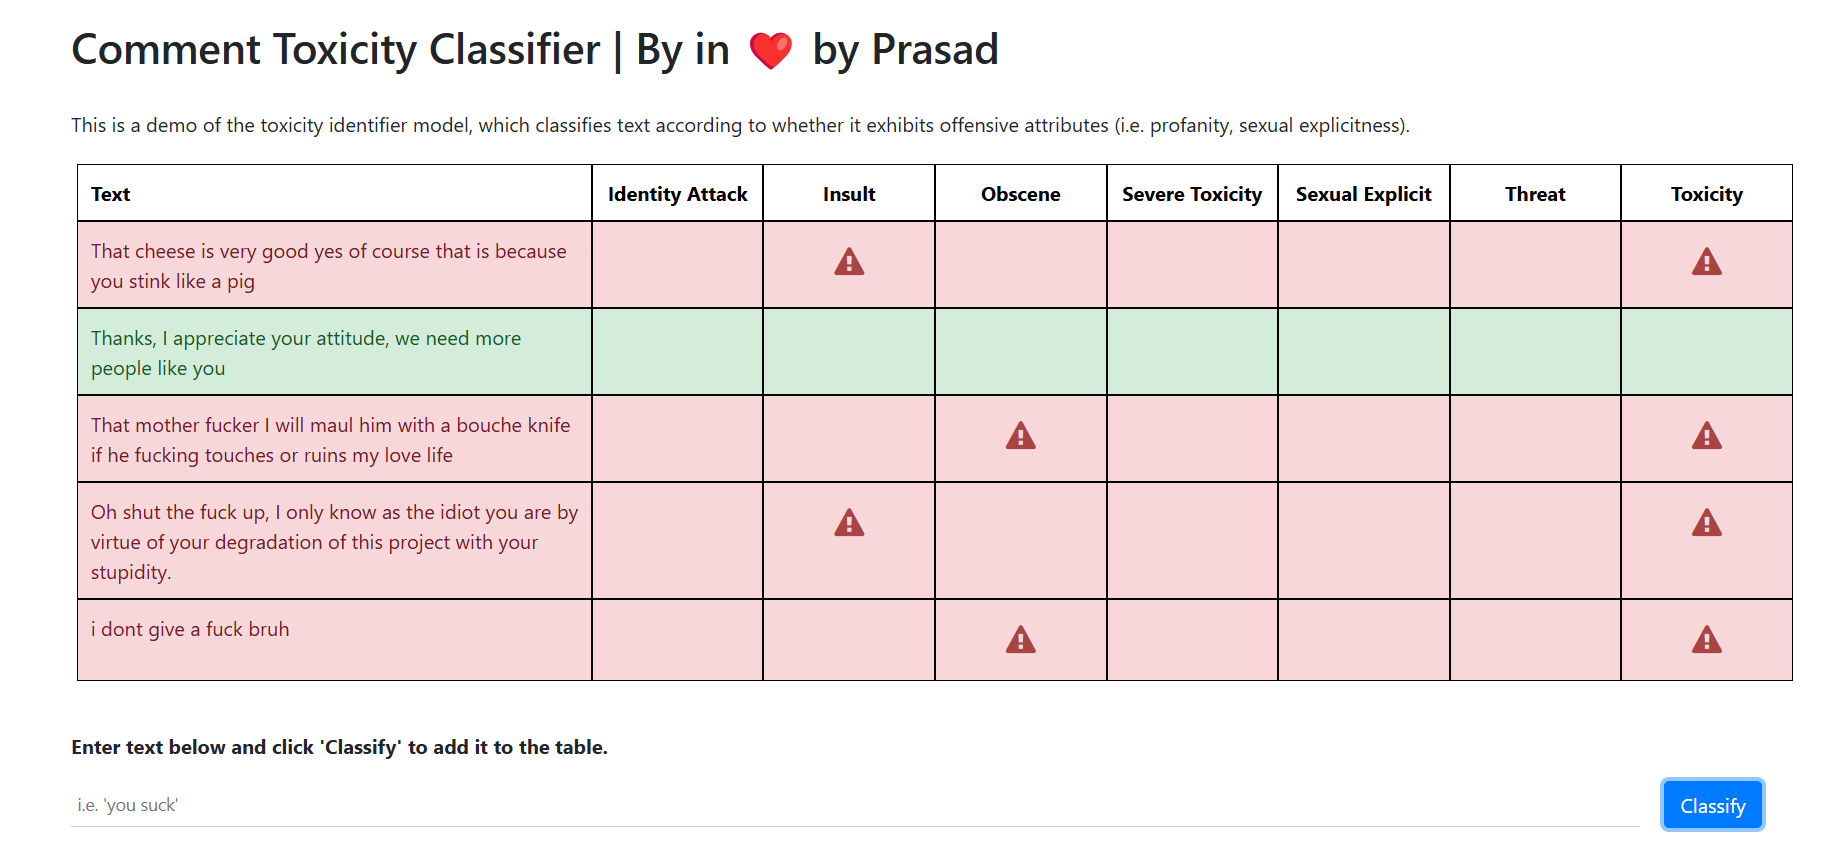 Comment Toxicity Classifier | By in ❤️ by Prasad
This is a demo of the toxicity identifier model, which classifies text according to whether it exhibits offensive attributes (i.e. profanity, sexual explicitness).
Text Identity Attack Insult Obscene Severe Toxicity Sexual Explicit Threat Toxicity
That cheese is very good yes of course that is because
you stink like a pig
Thanks, I appreciate your attitude, we need more
people like you
That mother fucker I will maul him with a bouche knife
if he fucking touches or ruins my love life
Oh shut the fuck up, I only know as the idiot you are by
virtue of your degradation of this project with your
stupidity.
i dont give a fuck bruh
Enter text below and click 'Classify' to add it to the table.
i.e. 'you suck'
Classify